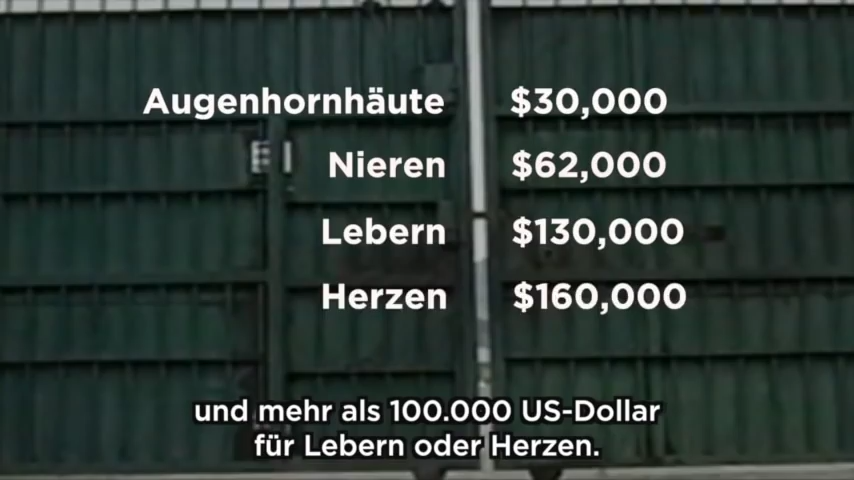 Augenhornhäute $30,000
Nieren $62,000
Lebern $130,000
Herzen $160,000
und mehr als 100.000 US-Dollar
für Lebern oder Herzen.